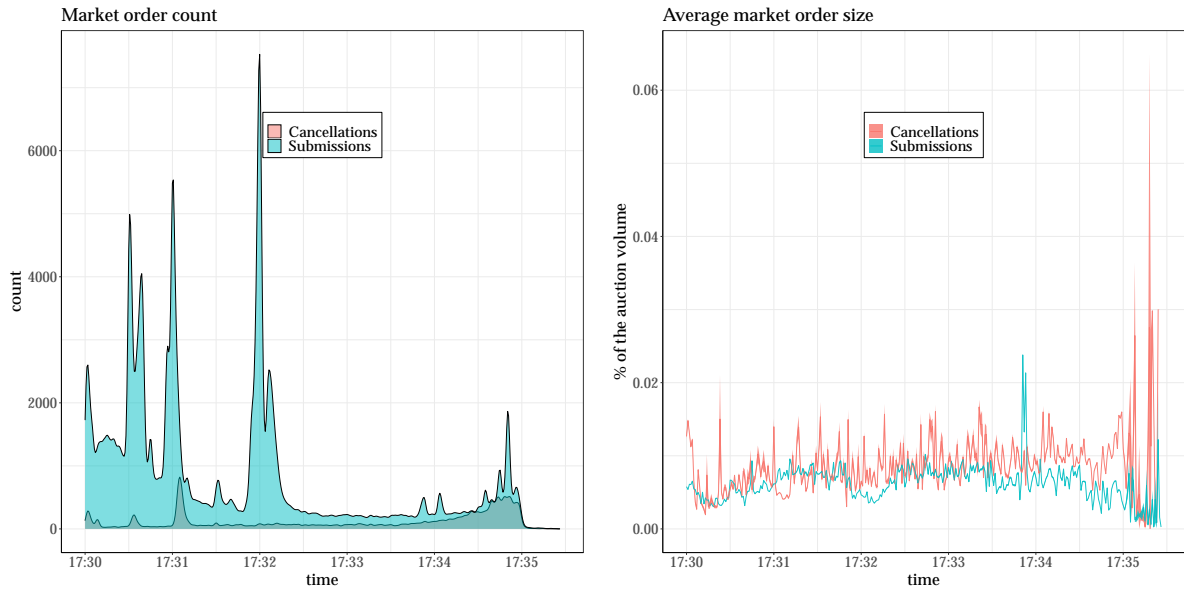 Market order count
Cancellations
Submissions
count
6000
4000
2000
0
17:30 17:31 17:32 17:33 17:34 17:35
time
Average market order size
Cancellations
Submissions
% of the auction volume
0.06
0.04
0.02
0.00
17:30 17:31 17:32 17:33 17:34 17:35
time